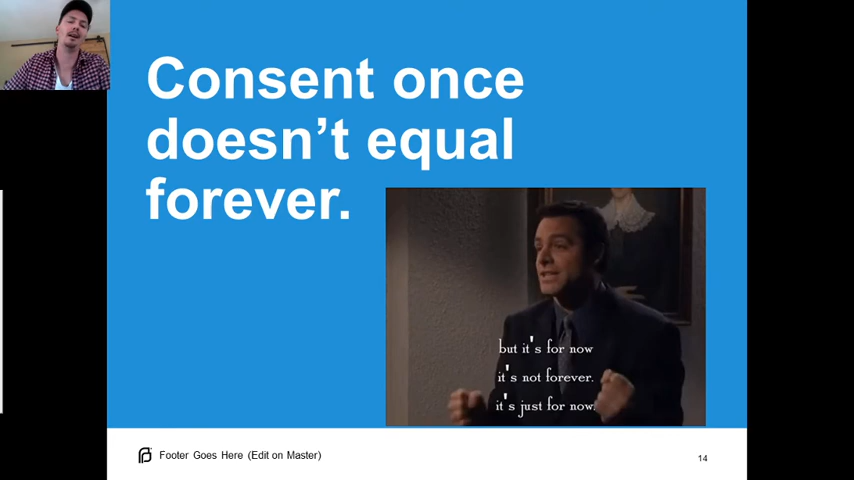 Consent once
doesn't equal
forever.
but it's for now
it's not forever.
it's just for now.
Footer Goes Here (Edit on Master)
14